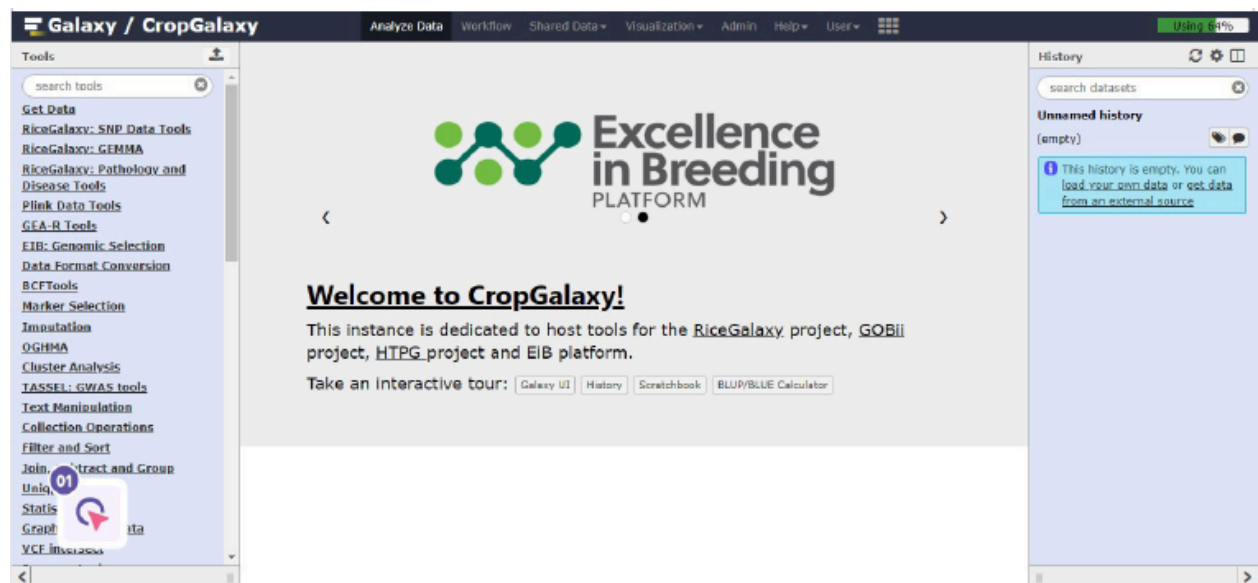 Galaxy / CropGalaxy
Analyze Data Workflow Shared Data Visualization Admin Help User
Using 64%
Tools
search tools
Get Data
RiceGalaxy: SNP Data Tools
RiceGalaxy: GEMMA
RiceGalaxy: Pathology and
Disease Tools
Plink Data Tools
GEA-R Tools
EIB: Genomic Selection
Data Format Conversion
BCFTools
Marker Selection
Imputation
OGHMA
Cluster Analysis
TASSEL: GWAS tools
Text Manipulation
Collection Operations
Filter and Sort
Join, and Group
01
VCF
Excellence
in Breeding
PLATFORM
Welcome to CropGalaxy!
This instance is dedicated to host tools for the RiceGalaxy project, GOBii
project, HTPG project and EiB platform.
Take an interactive tour: Galaxy UI History Scratchbook BLUP/BLUE Calculator
History
search datasets
Unnamed history
(empty)
This history is empty. You can
load your own data or get data
from an external source